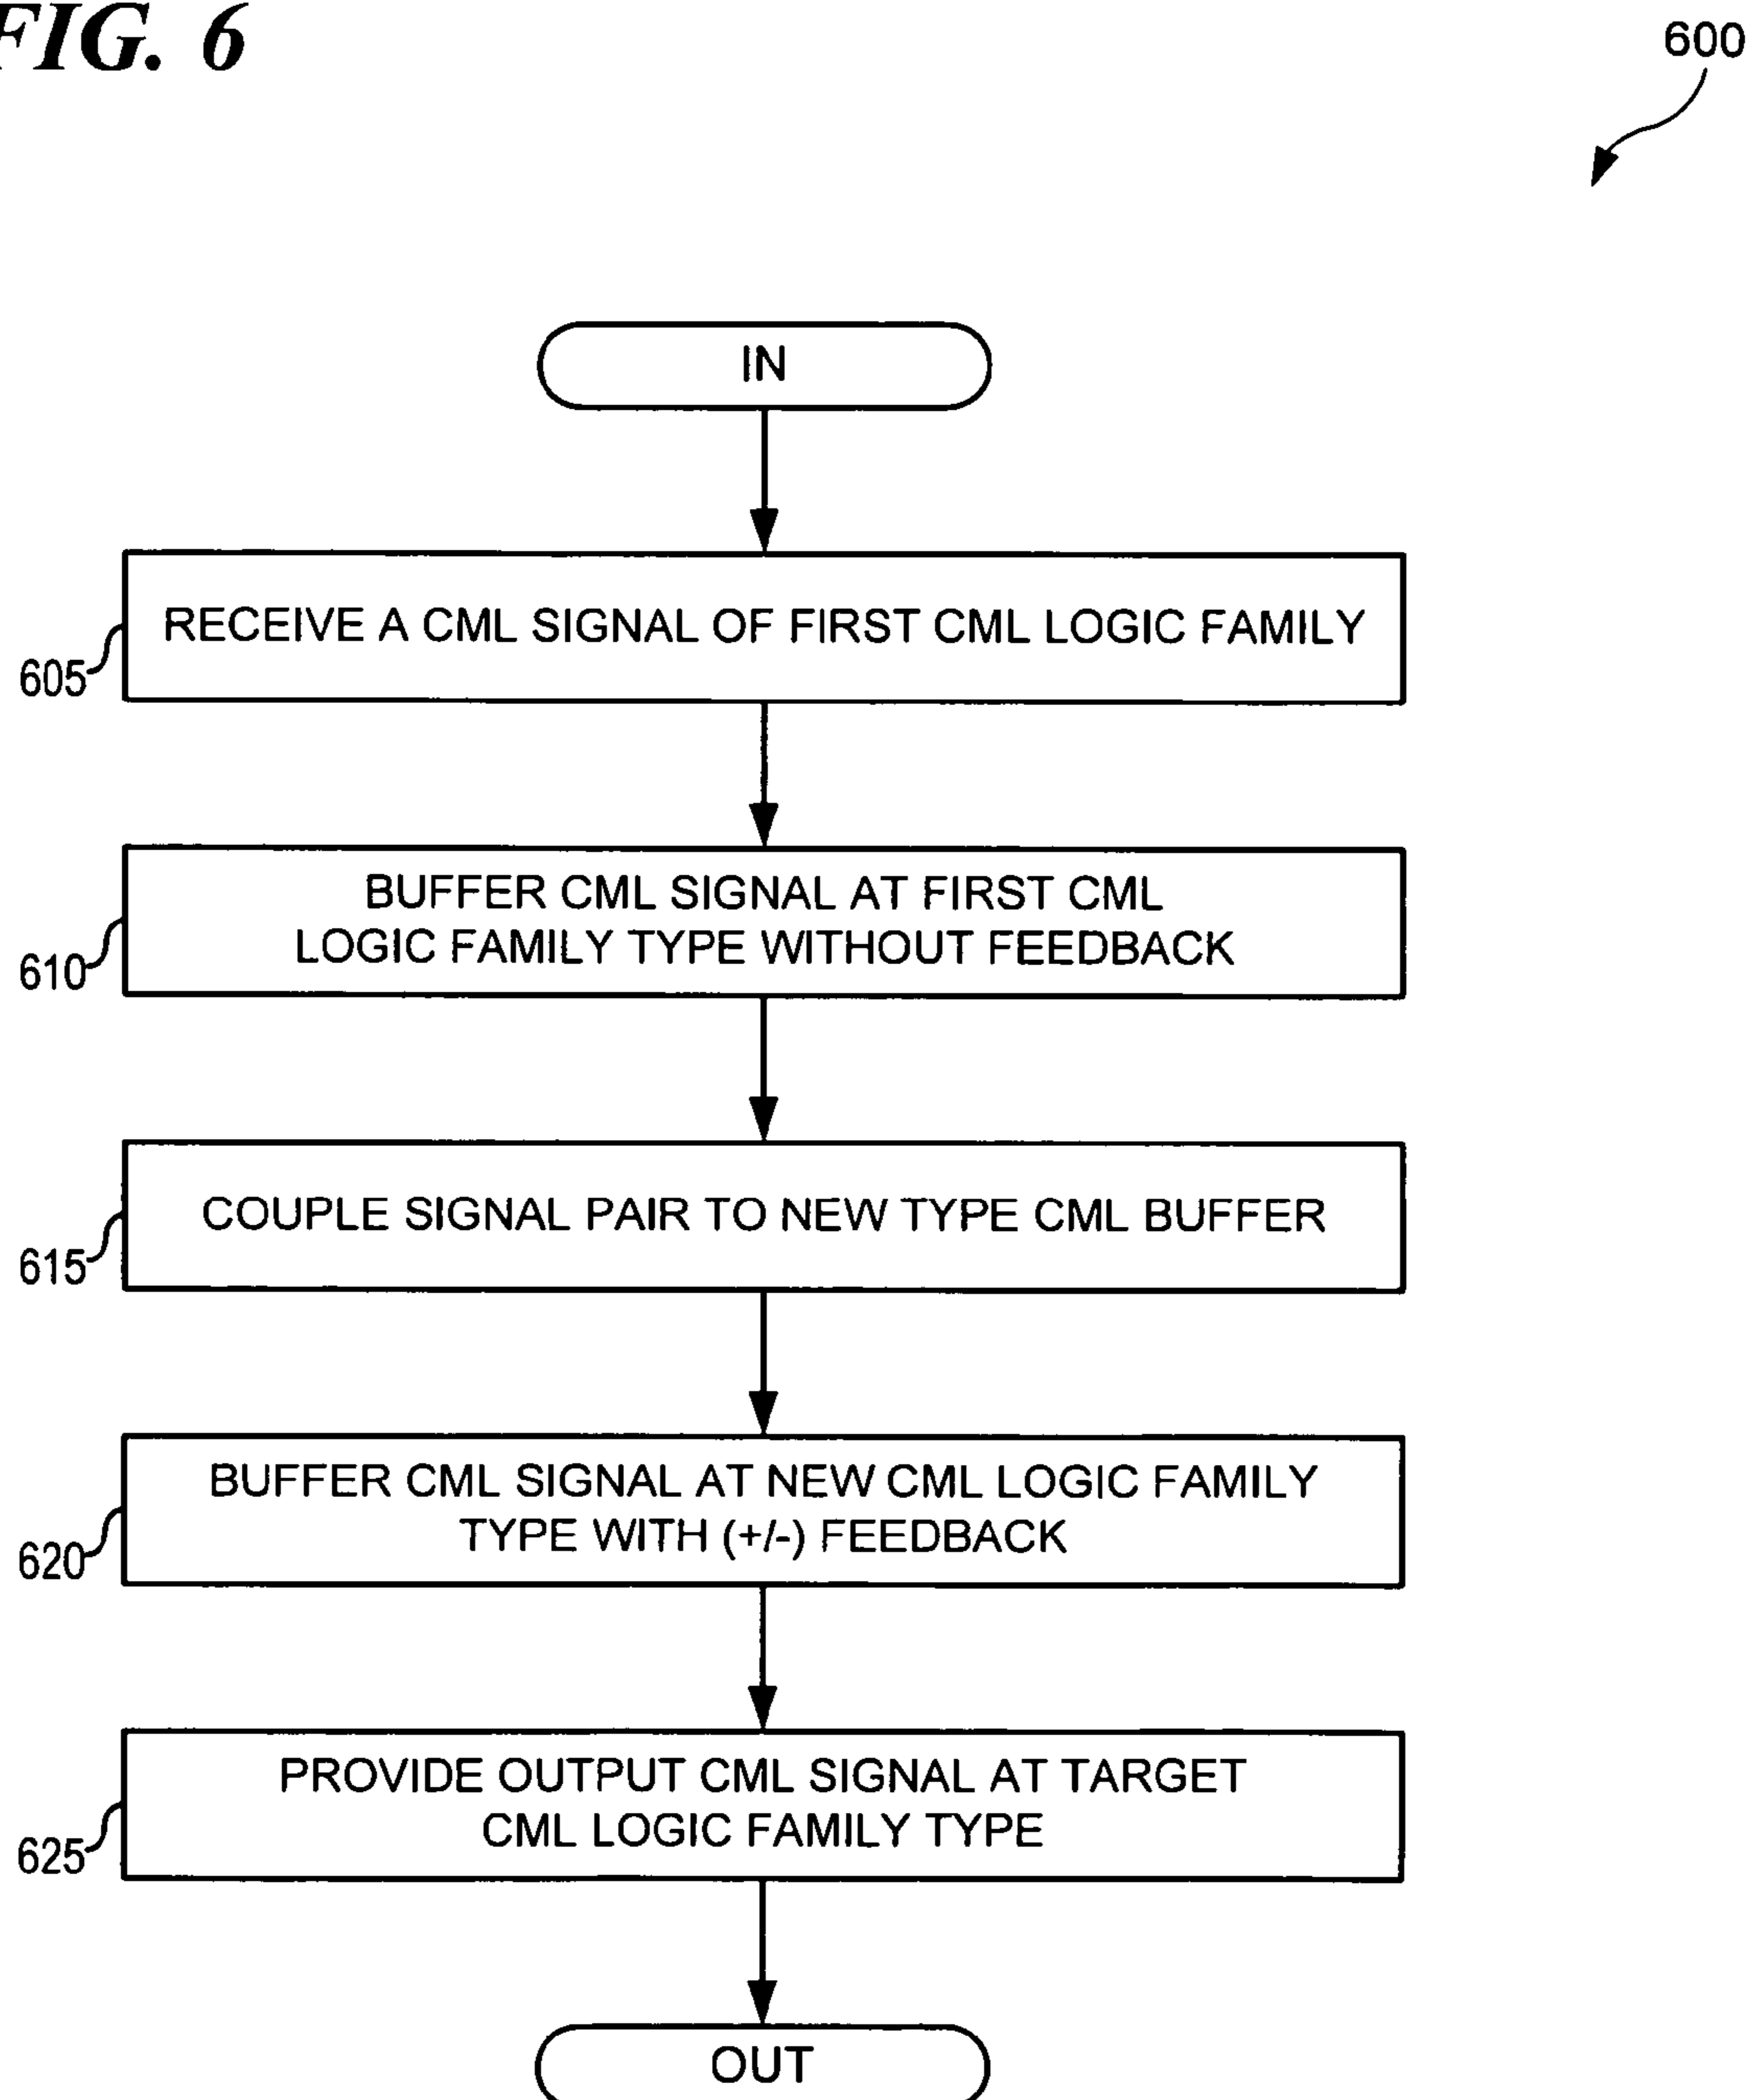 FIG. 6
600
IN
RECEIVE A CML SIGNAL OF FIRST CML LOGIC FAMILY
605
BUFFER CML SIGNAL AT FIRST CML
LOGIC FAMILY TYPE WITHOUT FEEDBACK
610
COUPLE SIGNAL PAIR TO NEW TYPE CML BUFFER
615
BUFFER CML SIGNAL AT NEW CML LOGIC FAMILY
TYPE WITH (+/-) FEEDBACK
620
PROVIDE OUTPUT CML SIGNAL AT TARGET
CML LOGIC FAMILY TYPE
625
OUT